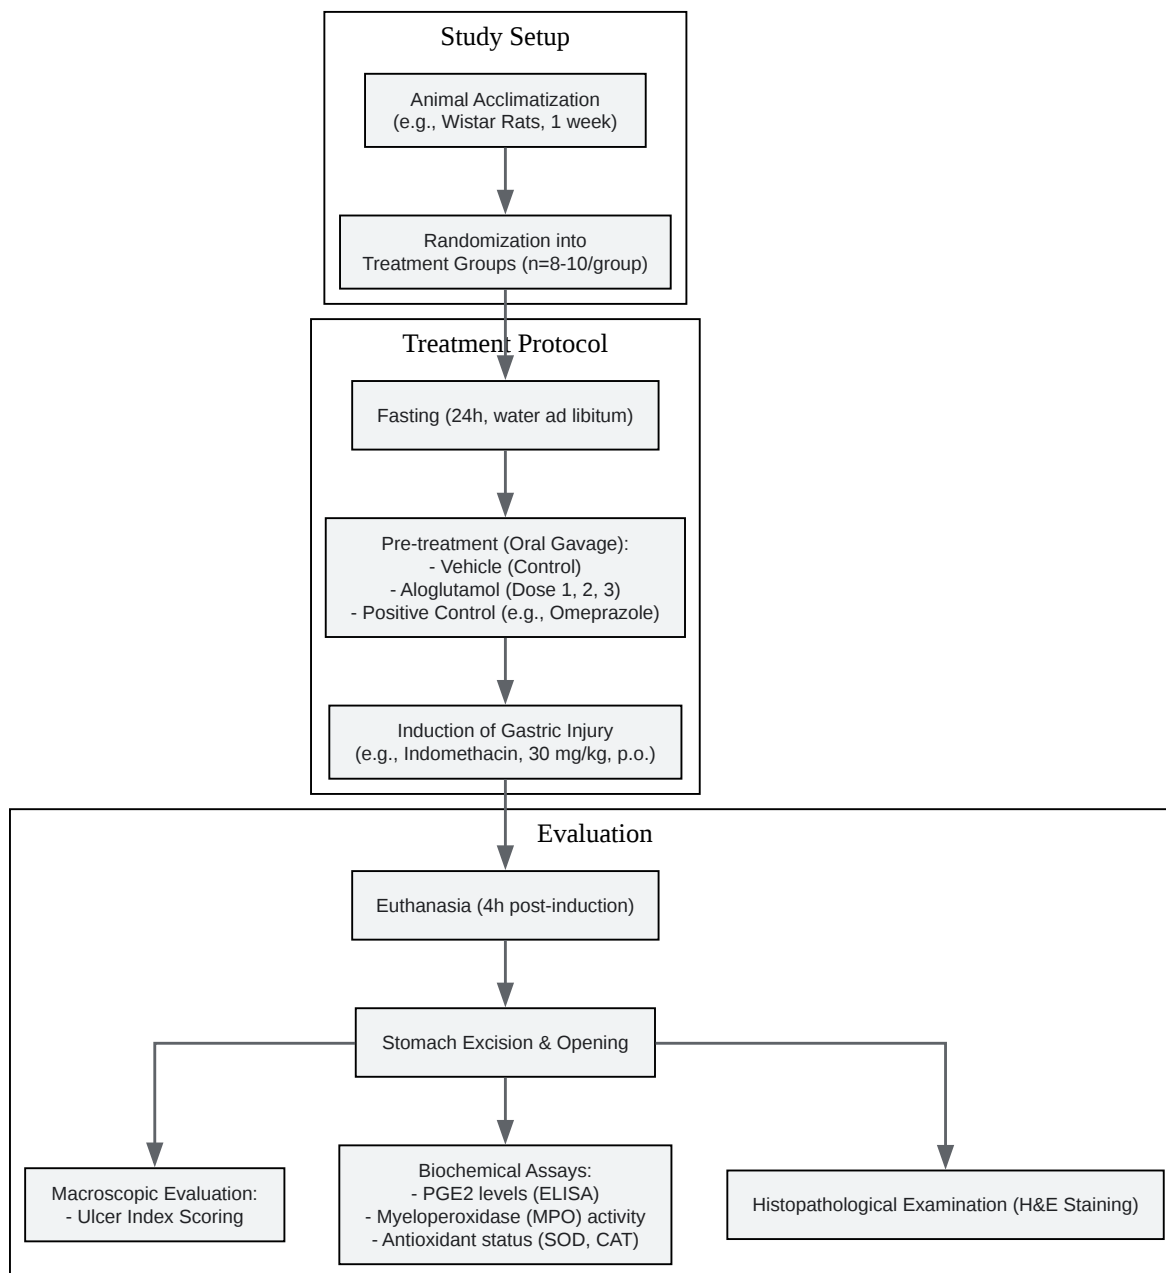 Study Setup
Animal Acclimatization
(e.g., Wistar Rats, 1 week)
Randomization into
Treatment Groups (n=8-10/group)
Treatment Protocol
Fasting (24h, water ad libitum)
Pre-treatment (Oral Gavage):
- Vehicle (Control)
- Aloglutamol (Dose 1, 2, 3)
- Positive Control (e.g., Omeprazole)
Induction of Gastric Injury
(e.g., Indomethacin, 30 mg/kg, p.o.)
Evaluation
Euthanasia (4h post-induction)
Stomach Excision & Opening
Macroscopic Evaluation:
- Ulcer Index Scoring
Biochemical Assays:
- PGE2 levels (ELISA)
- Myeloperoxidase (MPO) activity
- Antioxidant status (SOD, CAT)
Histopathological Examination (H&E Staining)